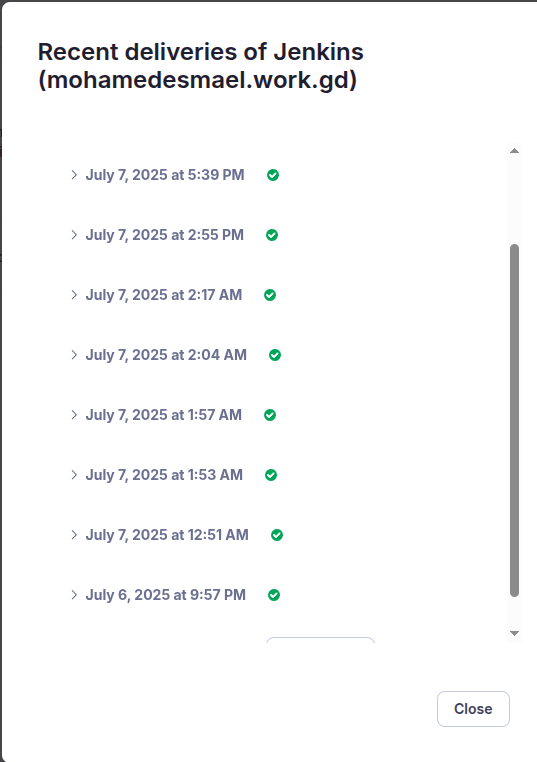 Recent deliveries of Jenkins
(mohamedesmael.work.gd)
July 7, 2025 at 5:39 PM
July 7, 2025 at 2:55 PM
July 7, 2025 at 2:17 AM
July 7, 2025 at 2:04 AM
July 7, 2025 at 1:57 AM
July 7, 2025 at 1:53 AM
July 7, 2025 at 12:51 AM
July 6, 2025 at 9:57 PM
Close